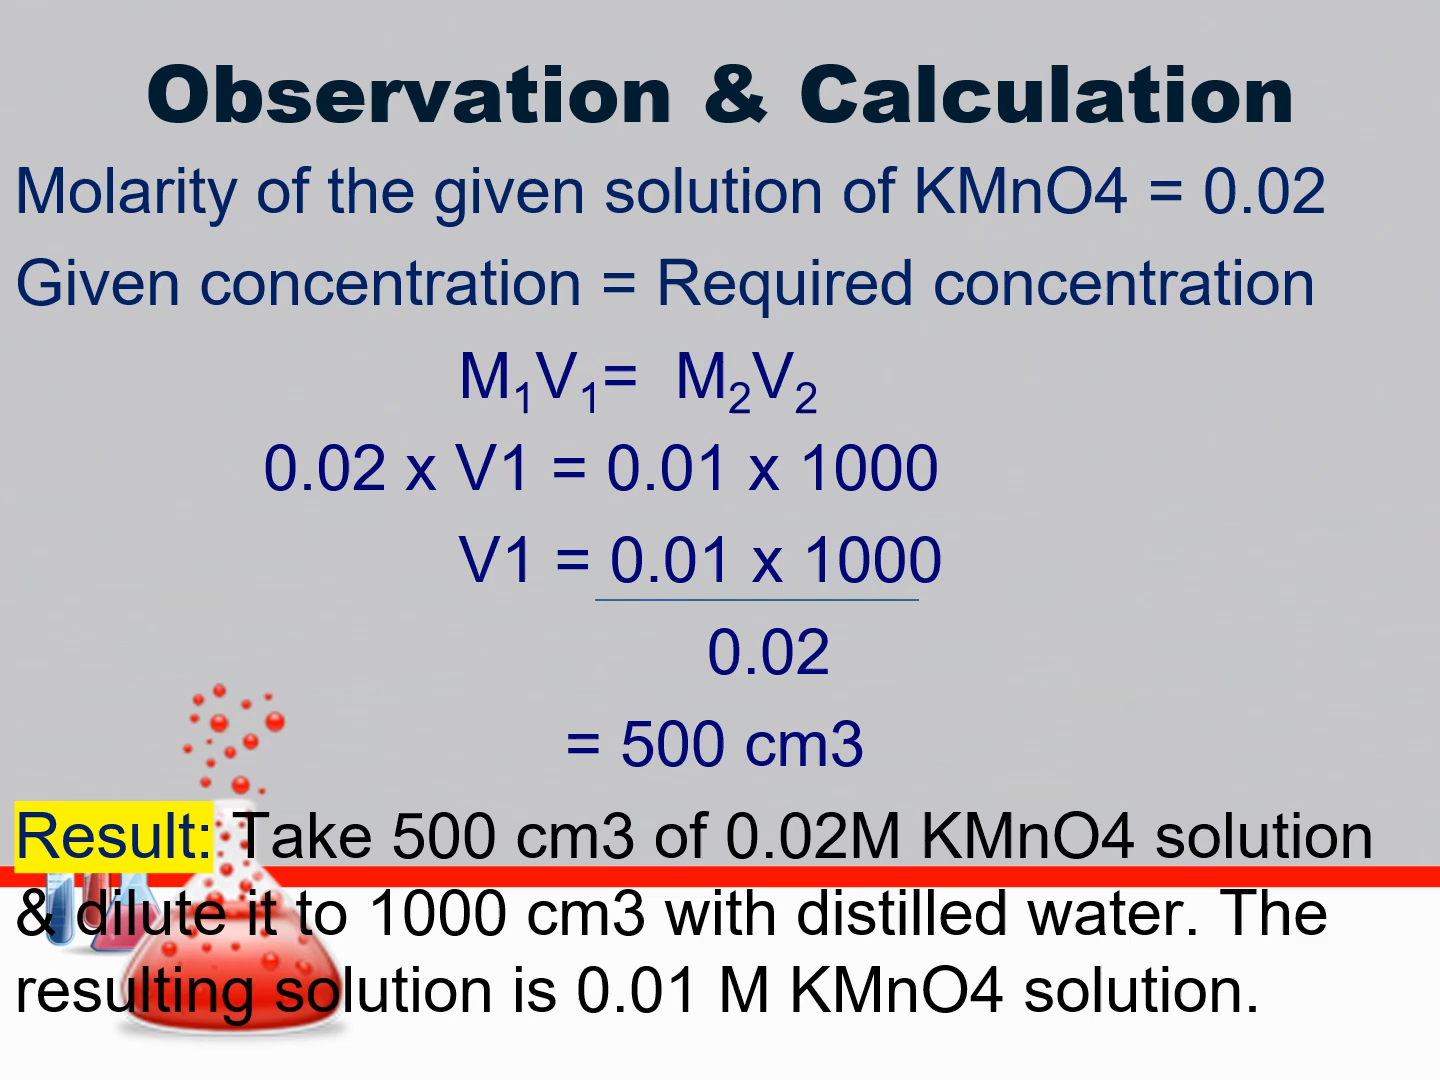 Observation & Calculation
Molarity of the given solution of KMnO4 = 0.02
Given concentration = Required concentration
M₁V₁=  M₂V₂
0.02 x V1 = 0.01 x 1000
V1 = 0.01 x 1000
0.02
= 500 cm3
Result: Take 500 cm3 of 0.02M KMnO4 solution
& dilute it to 1000 cm3 with distilled water. The
resulting solution is 0.01 M KMnO4 solution.